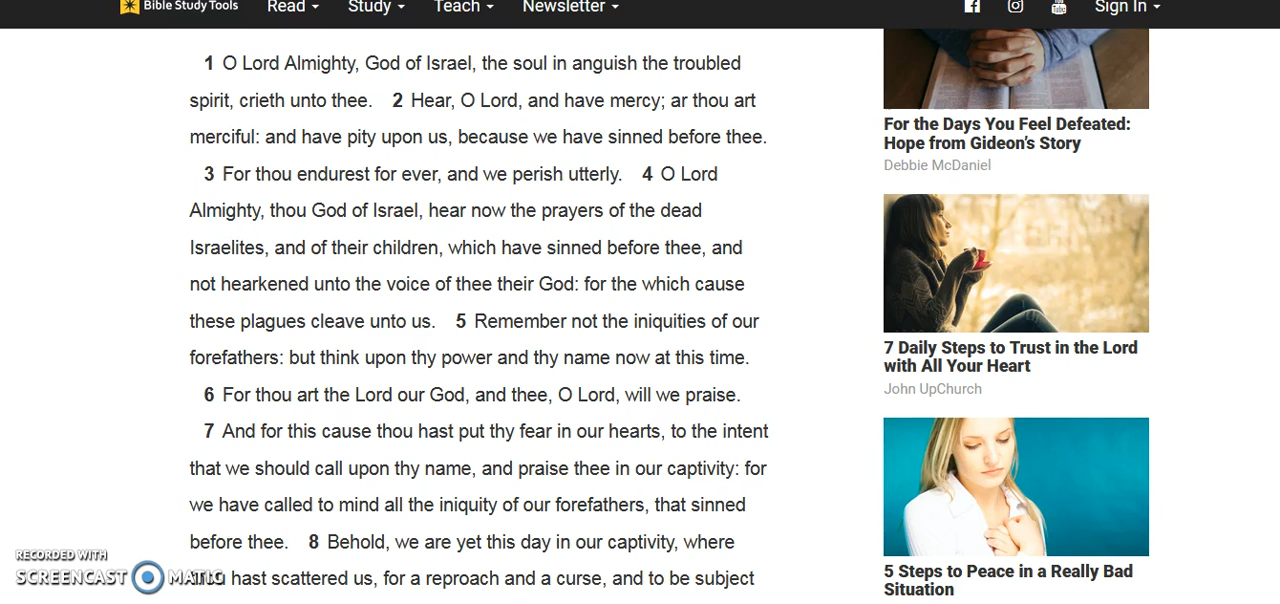 Bible Study Tools
Read
Study
Teach
Newsletter
Sign In
1 O Lord Almighty, God of Israel, the soul in anguish the troubled
spirit, crieth unto thee. 2 Hear, O Lord, and have mercy; ar thou art
merciful: and have pity upon us, because we have sinned before thee.
3 For thou endurest for ever, and we perish utterly. 4 O Lord
Almighty, thou God of Israel, hear now the prayers of the dead
Israelites, and of their children, which have sinned before thee, and
not hearkened unto the voice of thee their God: for the which cause
these plagues cleave unto us. 5 Remember not the iniquities of our
forefathers: but think upon thy power and thy name now at this time.
6 For thou art the Lord our God, and thee, O Lord, will we praise.
7 And for this cause thou hast put thy fear in our hearts, to the intent
that we should call upon thy name, and praise thee in our captivity: for
we have called to mind all the iniquity of our forefathers, that sinned
before thee. 8 Behold, we are yet this day in our captivity, where
thou hast scattered us, for a reproach and a curse, and to be subject
For the Days You Feel Defeated:
Hope from Gideon's Story
Debbie McDaniel
7 Daily Steps to Trust in the Lord
with All Your Heart
John UpChurch
5 Steps to Peace in a Really Bad
Situation
RECORDED WITH
SCREENCAST MATIC